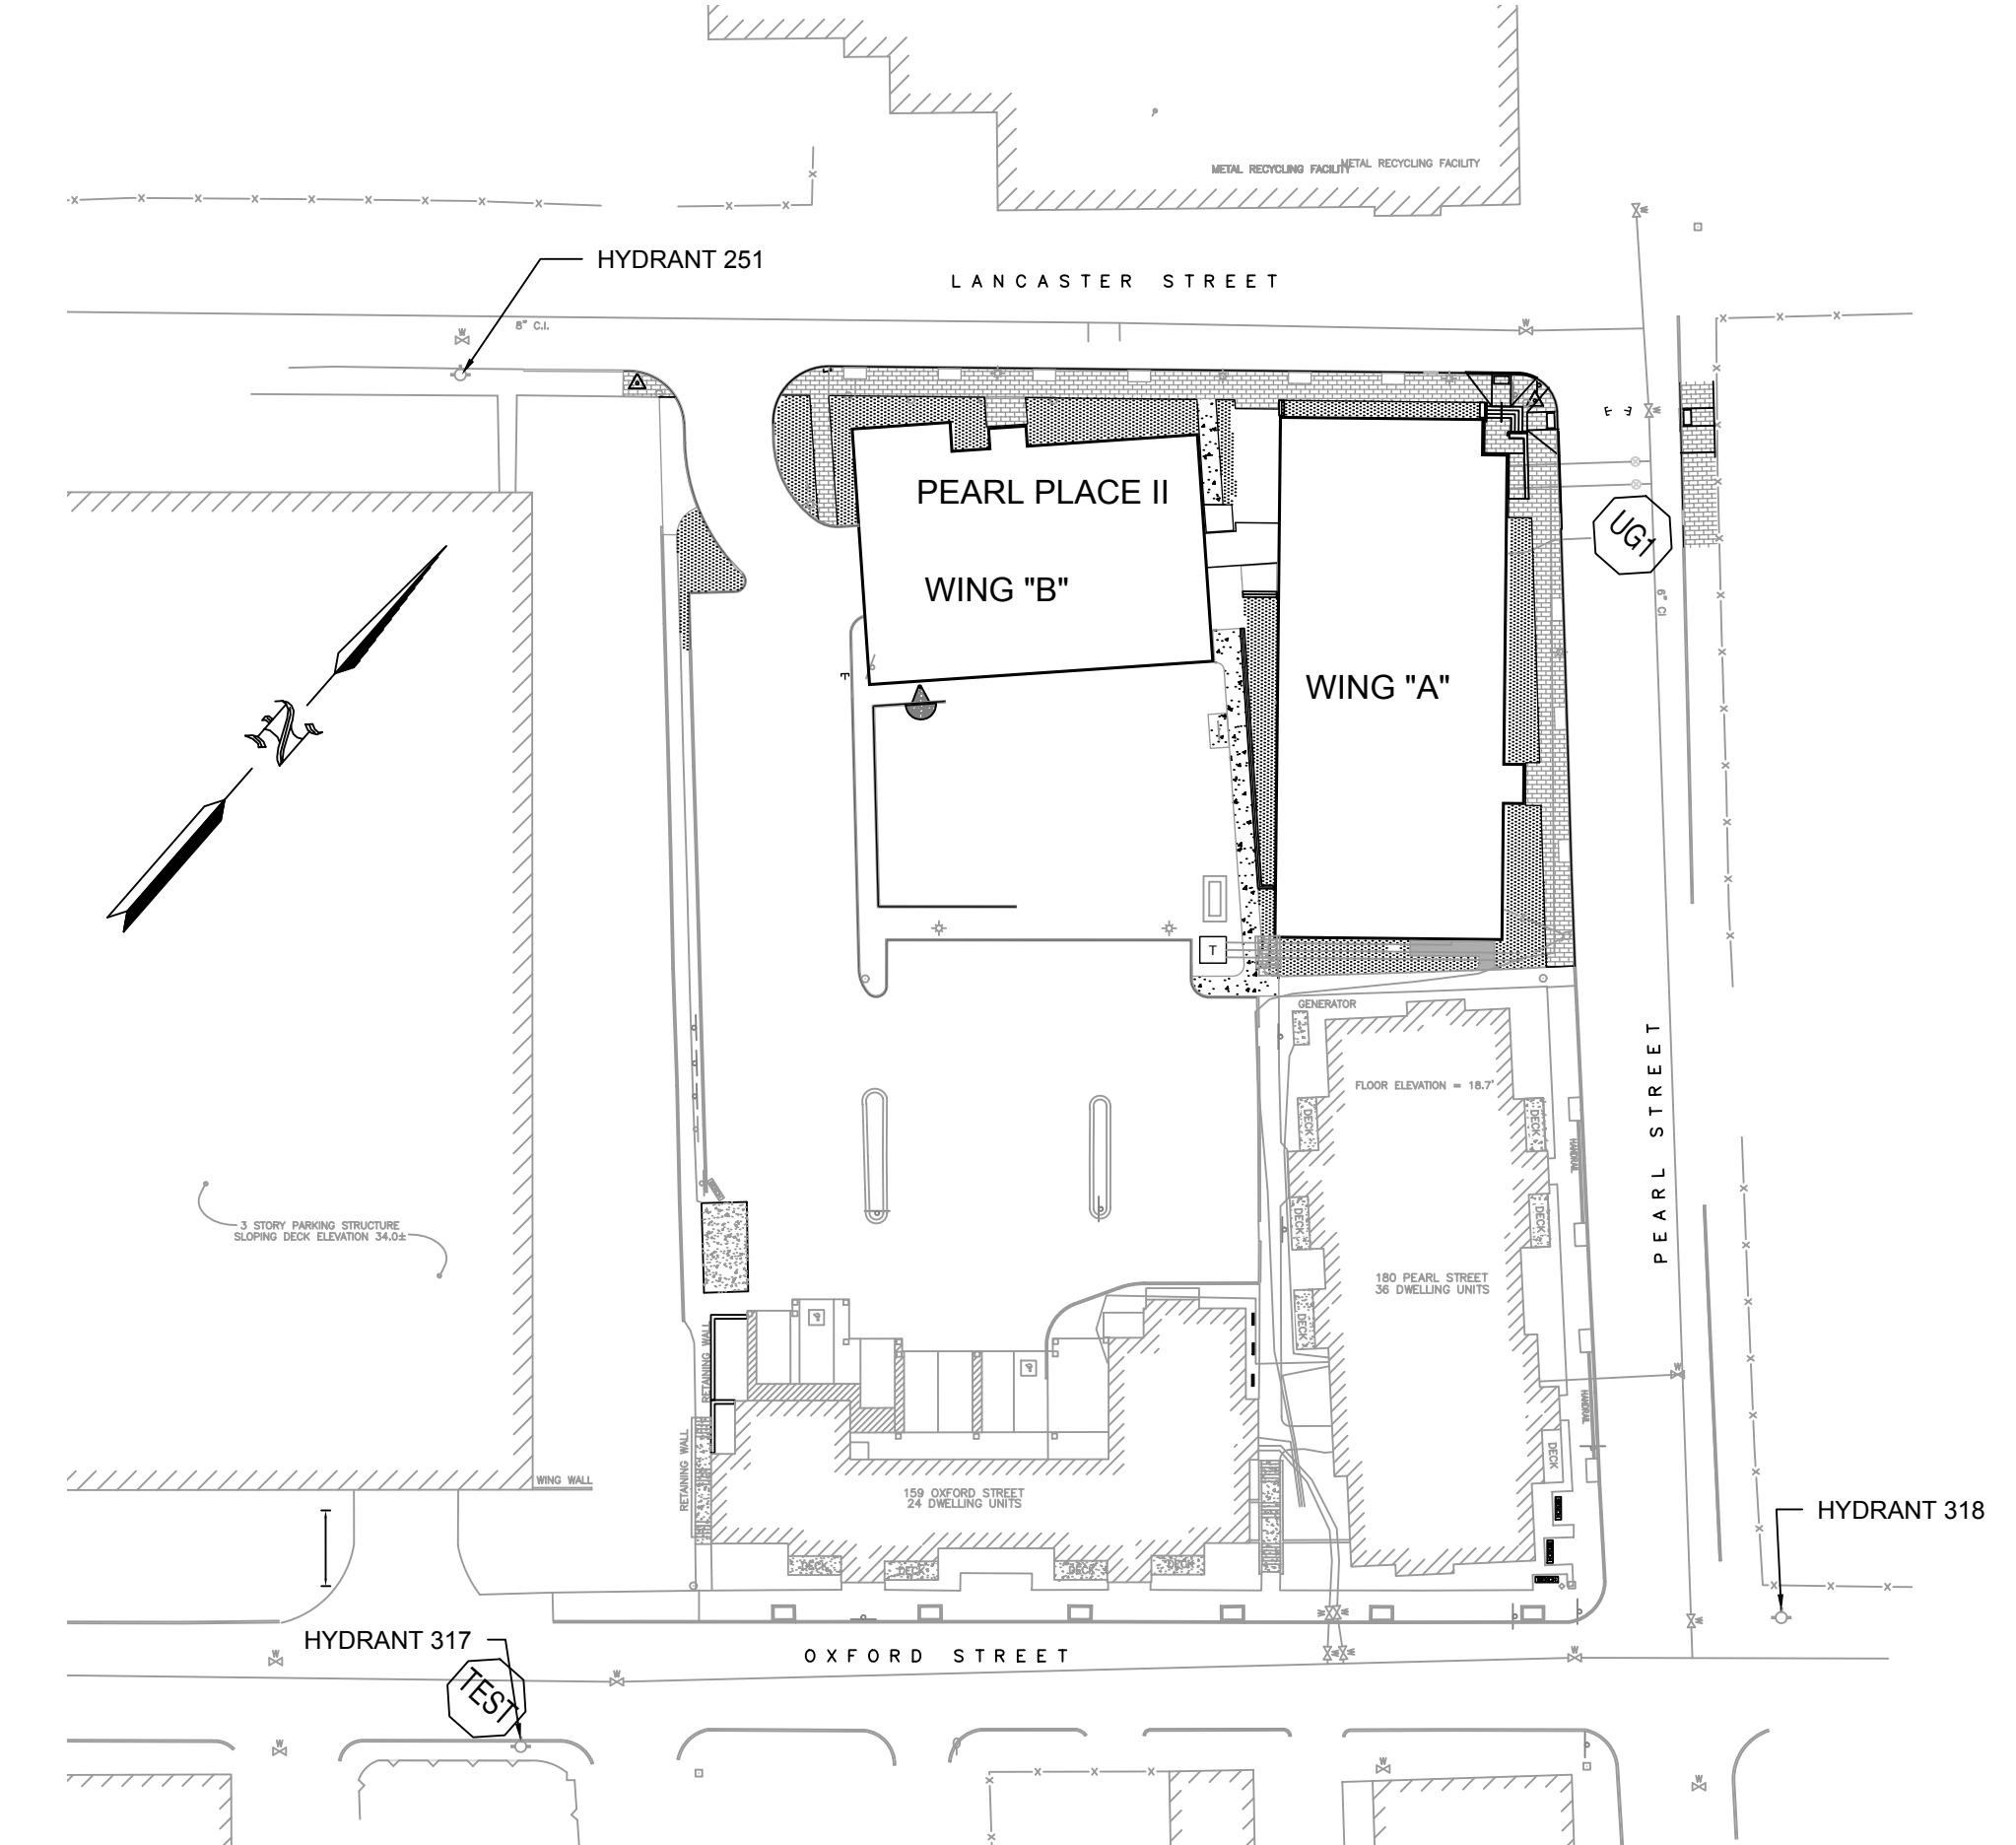 METAL RECYCLING FACILITY
METAL RECYCLING FACILITY
HYDRANT 251
LANCASTER STREET
8" C.I.
W
W
PEARL PLACE II
WING "B"
WING "A"
UG1
6" CI
N
T
GENERATOR
FLOOR ELEVATION = 18.7'
DECK
DECK
HANDRAIL
PEARL STREET
DECK
DECK
3 STORY PARKING STRUCTURE
SLOPING DECK ELEVATION 34.0±
180 PEARL STREET
36 DWELLING UNITS
DECK
RETAINING WALL
HANDRAIL
W
DECK
RETAINING WALL
WING WALL
159 OXFORD STREET
24 DWELLING UNITS
HYDRANT 318
DECK
DECK
DECK
DECK
HYDRANT 317
OXFORD STREET
W
W
W
TEST
W
W
W